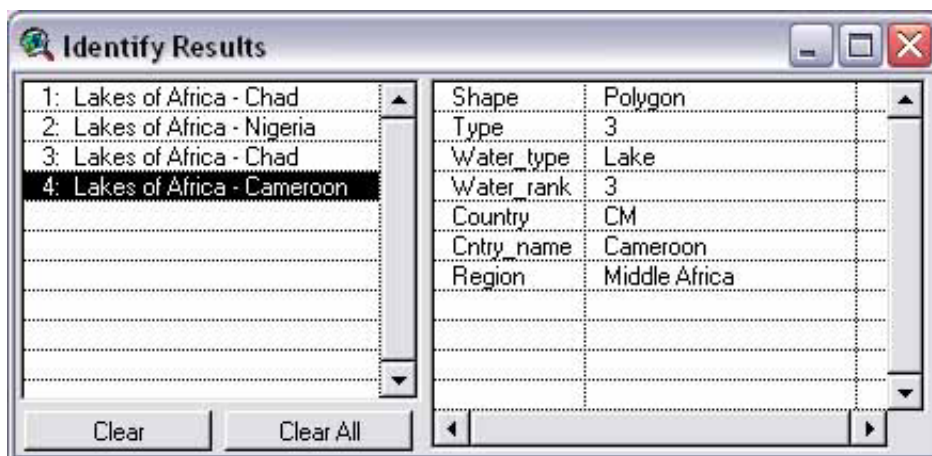 Identify Results
1: Lakes of Africa - Chad
2: Lakes of Africa - Nigeria
3: Lakes of Africa - Chad
4: Lakes of Africa - Cameroon
Clear Clear All
Shape Polygon
Type 3
Water_type Lake
Water_rank 3
Country CM
Cntry_name Cameroon
Region Middle Africa